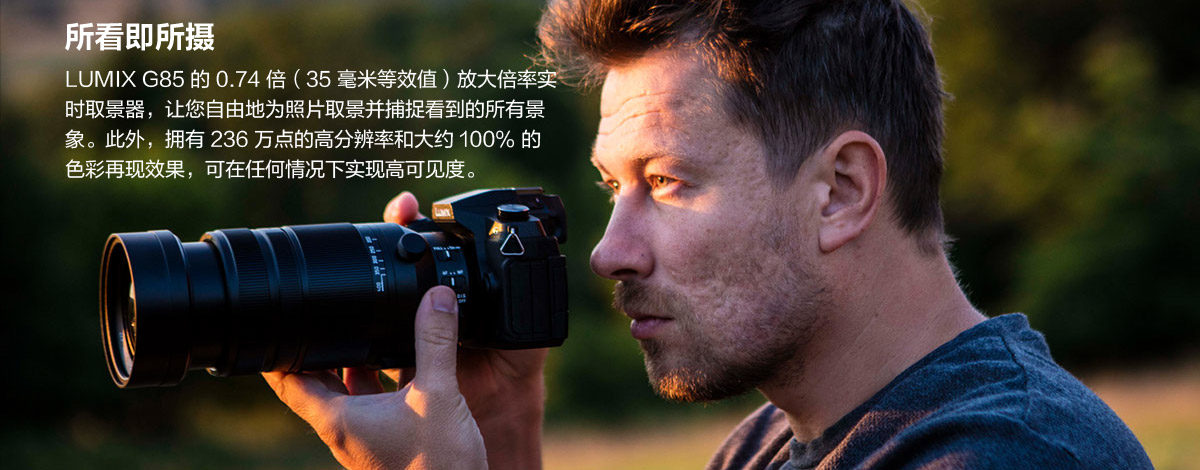 所看即所摄
LUMIX G85 的 0.74 倍（35 毫米等效值）放大倍率实
时取景器，让您自由地为照片取景并捕捉看到的所有景
象。此外，拥有 236 万点的高分辨率和大约 100% 的
色彩再现效果，可在任何情况下实现高可见度。
LUMIX